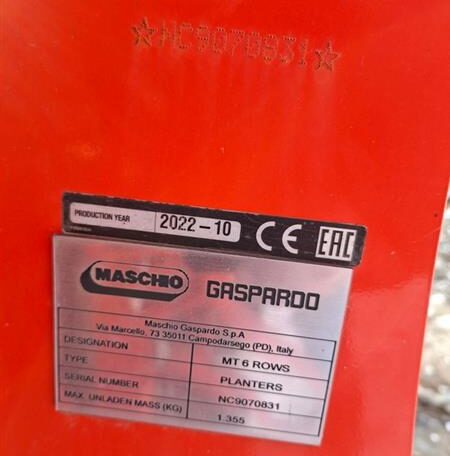 ☆NC9070831☆
PRODUCTION YEAR 2022-10 CE EAC
MASCHIO GASPARDO
Maschio Gaspardo S.p.A
Via Marcello, 73 35011 Campodarsego (PD), Italy
DESIGNATION MT 6 ROWS
TYPE PLANTERS
SERIAL NUMBER NC9070831
MAX. UNLADEN MASS (KG) 1.355